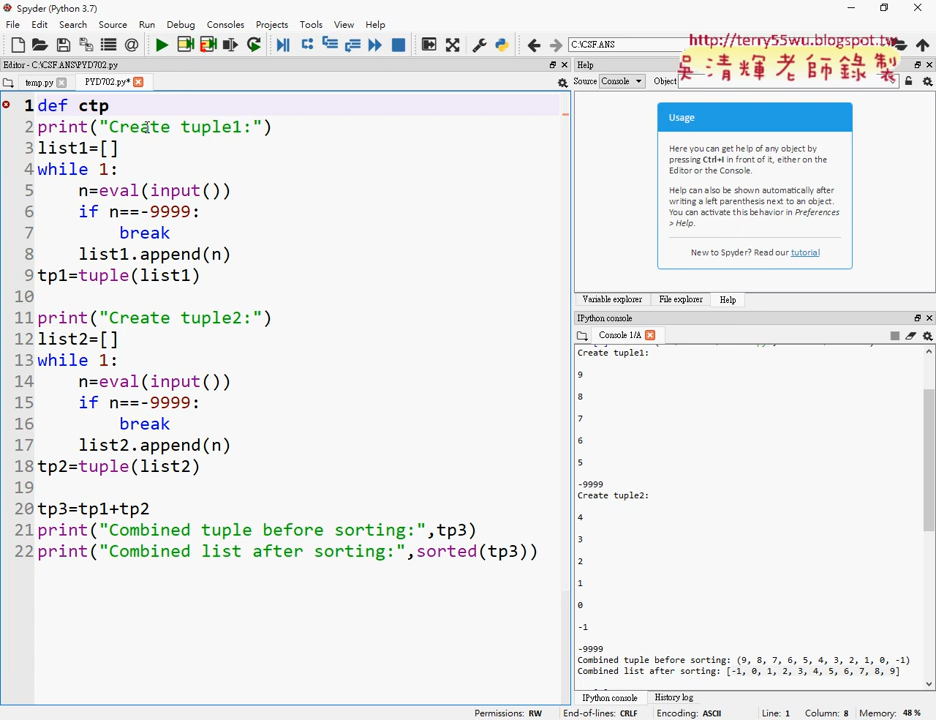 Spyder (Python 3.7)
File Edit Search Source Run Debug Consoles Projects Tools View Help
C:\CSF.ANS
http://terry55wu.blogspot.tw
吳清輝老師錄製
Editor - C:\CSF.ANS\PYD702.py
Help
temp.py PYD702.py*
Source Console Object
1 def ctp
2 print("Create tuple1:")
3 list1=[]
4 while 1:
5 n=eval(input())
6 if n==-9999:
7 break
8 list1.append(n)
9 tp1=tuple(list1)
10
11 print("Create tuple2:")
12 list2=[]
13 while 1:
14 n=eval(input())
15 if n==-9999:
16 break
17 list2.append(n)
18 tp2=tuple(list2)
19
20 tp3=tp1+tp2
21 print("Combined tuple before sorting:",tp3)
22 print("Combined list after sorting:",sorted(tp3))
Usage
Here you can get help of any object by
pressing Ctrl+I in front of it, either on the
Editor or the Console.
Help can also be shown automatically after
writing a left parenthesis next to an object.
You can activate this behavior in Preferences
> Help.
New to Spyder? Read our tutorial
Variable explorer File explorer Help
IPython console
Console 1/A
Create tuple1:
9
8
7
6
5
-9999
Create tuple2:
4
3
2
1
0
-1
-9999
Combined tuple before sorting: (9, 8, 7, 6, 5, 4, 3, 2, 1, 0, -1)
Combined list after sorting: [-1, 0, 1, 2, 3, 4, 5, 6, 7, 8, 9]
IPython console History log
Permissions: RW End-of-lines: CRLF Encoding: ASCII Line: 1 Column: 8 Memory: 48 %